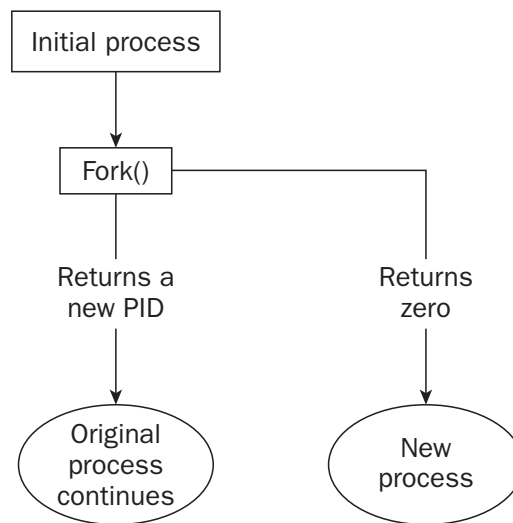 Initial process
Fork()
Returns a
new PID
Returns
zero
Original
process
continues
New
process